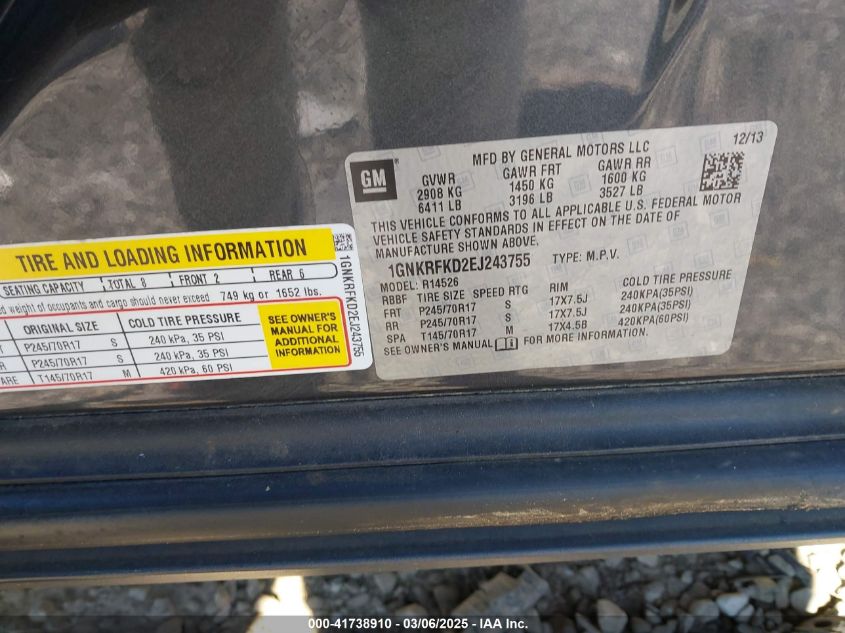 12/13
MFD BY GENERAL MOTORS LLC
GM
GVWR GAWR FRT GAWR RR
2908 KG 1450 KG 1600 KG
6411 LB 3196 LB 3527 LB
THIS VEHICLE CONFORMS TO ALL APPLICABLE U.S. FEDERAL MOTOR
VEHICLE SAFETY STANDARDS IN EFFECT ON THE DATE OF
MANUFACTURE SHOWN ABOVE.
1GNKRFKD2EJ243755 TYPE: M.P.V.
MODEL: R14526
RBBF TIRE SIZE SPEED RTG RIM COLD TIRE PRESSURE
FRT P245/70R17 S 17X7.5J 240KPA(35PSI)
RR P245/70R17 S 17X7.5J 240KPA(35PSI)
SPA T145/70R17 M 17X4.5B 420KPA(60PSI)
SEE OWNER'S MANUAL FOR MORE INFORMATION.
TIRE AND LOADING INFORMATION
SEATING CAPACITY TOTAL 8 FRONT 2 REAR 6
weight of occupants and cargo should never exceed 749 kg or 1652 lbs.
ORIGINAL SIZE COLD TIRE PRESSURE
P245/70R17 S 240 kPa, 35 PSI
P245/70R17 S 240 kPa, 35 PSI
T145/70R17 M 420 kPa, 60 PSI
SEE OWNER'S
MANUAL FOR
ADDITIONAL
INFORMATION
1GNKRFKD2EJ243755
000-41738910 - 03/06/2025 - IAAI.COM